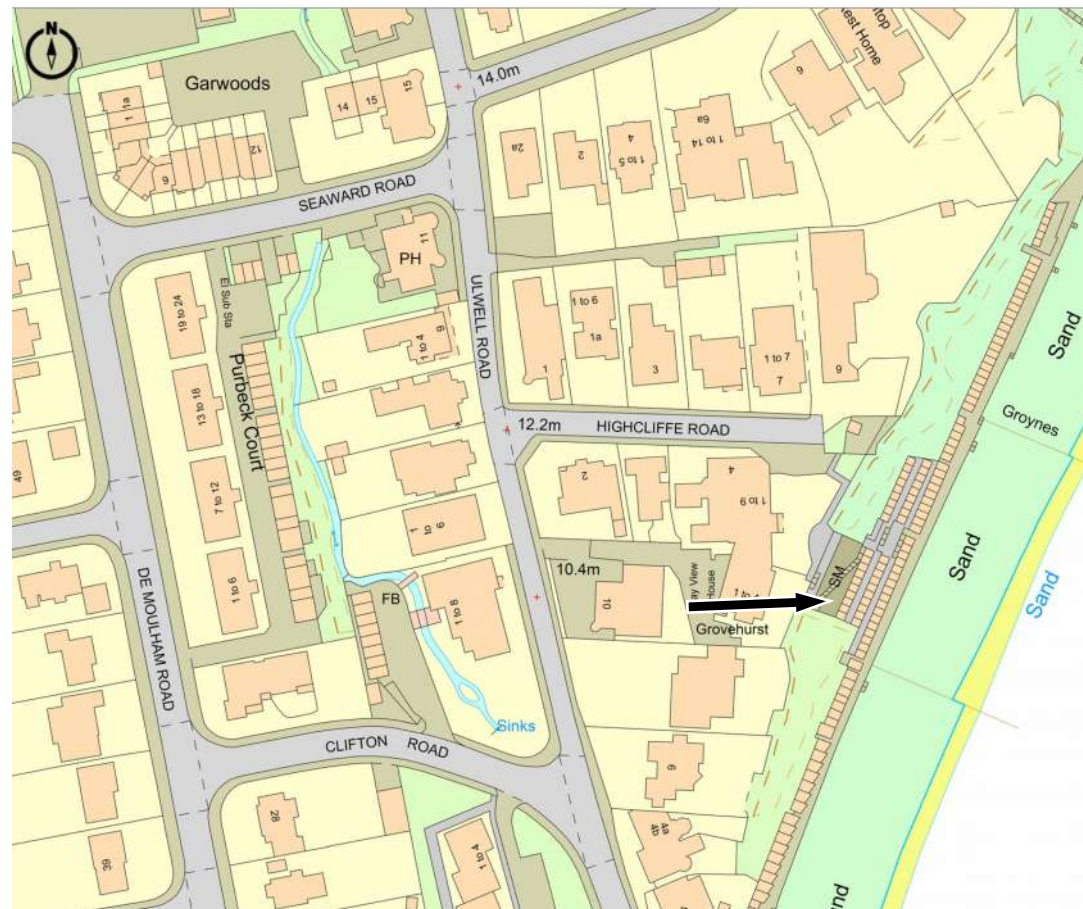 N
Garwoods
1a
1
6
12
14
15
15
14.0m
SEAWARD ROAD
PH
11
El Sub Sta
ULWELL ROAD
2a
2
4
1 to 5
6a
1 to 14
9
Rest Home
19 to 24
13 to 18
7 to 12
1 to 6
Purbeck Court
9
1 to 4
1 to 6
1a
1
3
1 to 7
7
9
Sand
Groynes
12.2m
HIGHCLIFFE ROAD
49
2
4
1 to 9
10.4m
House
SM
Sand
Sand
10
Grovehurst
FB
1 to 8
DE MOULHAM ROAD
Sinks
CLIFTON ROAD
6
28
39
1 to 4
4a
4b